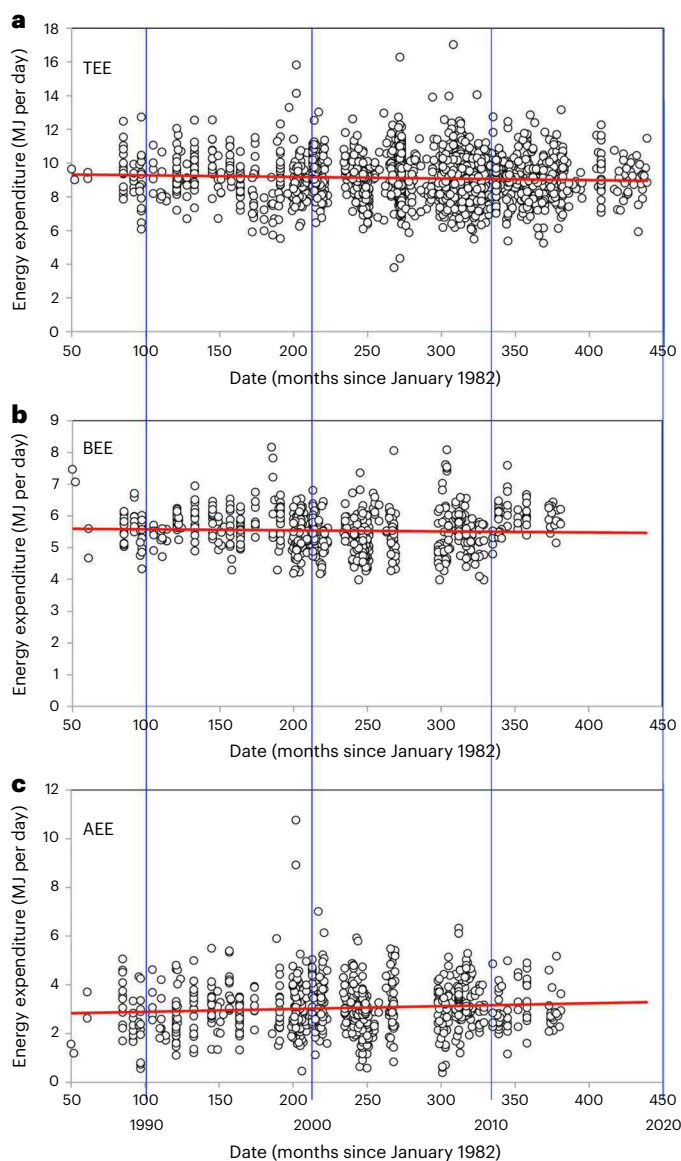 a
18
16
14
12
10
8
6
4
2
0
TEE
Energy expenditure (MJ per day)
50 100 150 200 250 300 350 400 450
Date (months since January 1982)
b
9
8
7
6
5
4
3
2
1
0
BEE
Energy expenditure (MJ per day)
50 100 150 200 250 300 350 400 450
Date (months since January 1982)
c
12
10
8
6
4
2
0
AEE
Energy expenditure (MJ per day)
50 100 150 200 250 300 350 400 450
1990 2000 2010 2020
Date (months since January 1982)